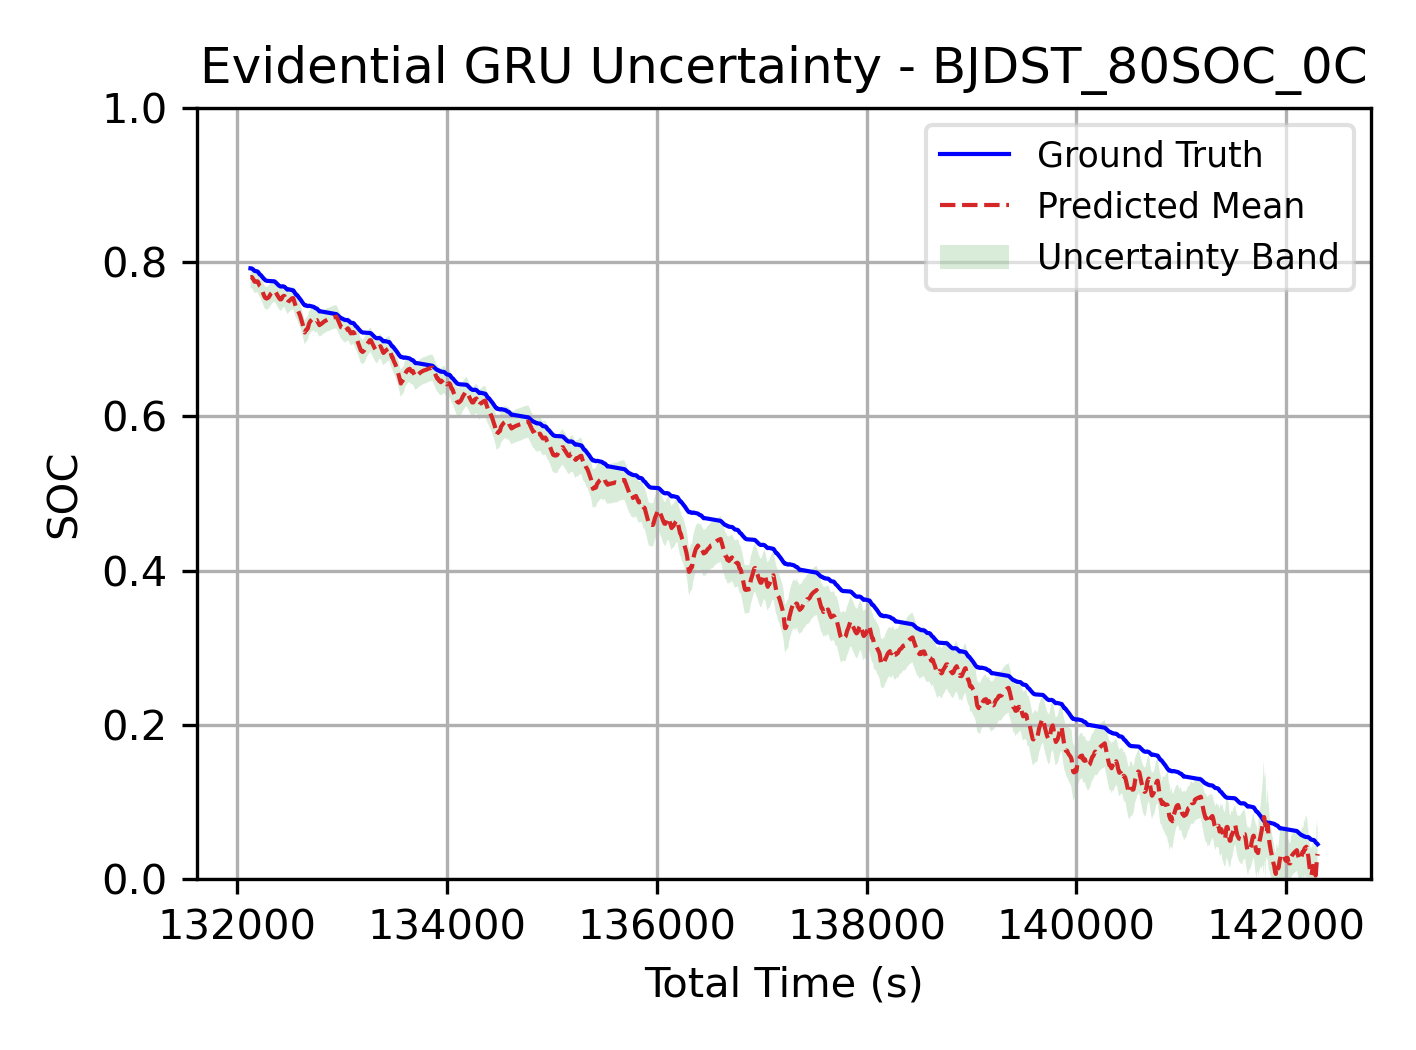 Evidential GRU Uncertainty - BJDST_80SOC_0C
1.0
0.8
0.6
0.4
0.2
0.0
SOC
Ground Truth
Predicted Mean
Uncertainty Band
132000 134000 136000 138000 140000 142000
Total Time (s)